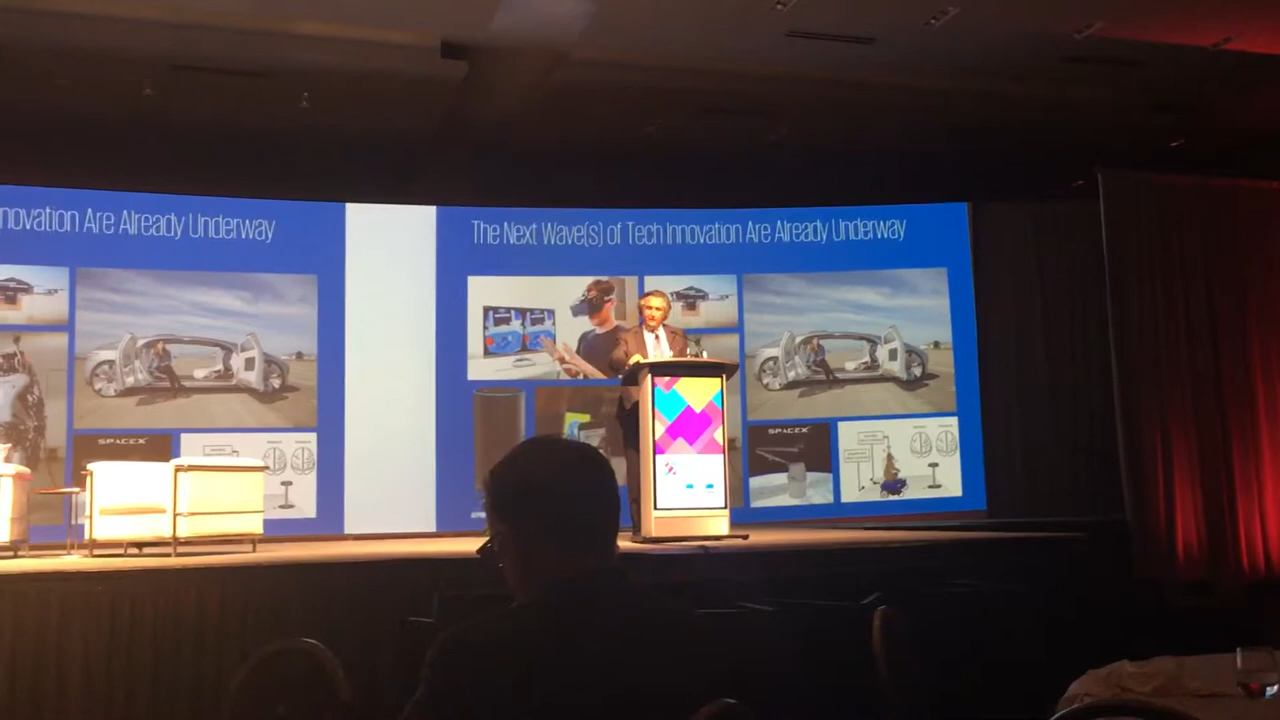 novation Are Already Underway
The Next Wave(s) of Tech Innovation Are Already Underway
SPACEX
SPACEX